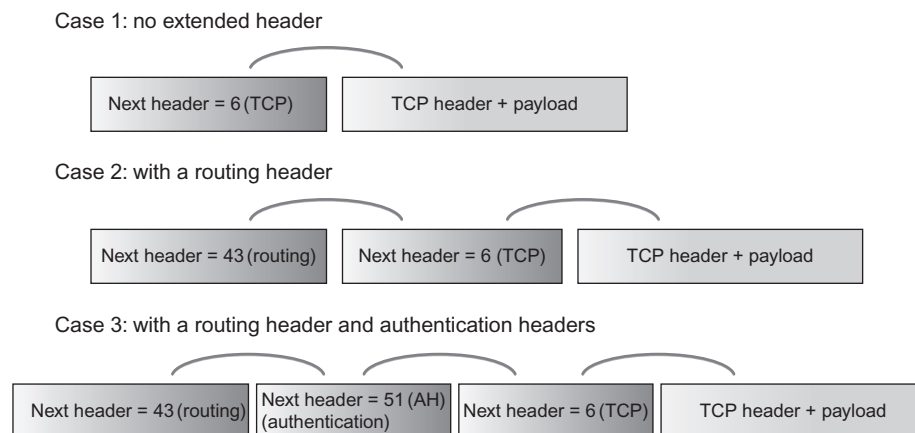 Case 1: no extended header
Next header = 6 (TCP)
TCP header + payload
Case 2: with a routing header
Next header = 43 (routing)
Next header = 6 (TCP)
TCP header + payload
Case 3: with a routing header and authentication headers
Next header = 43 (routing)
Next header = 51 (AH)
(authentication)
Next header = 6 (TCP)
TCP header + payload